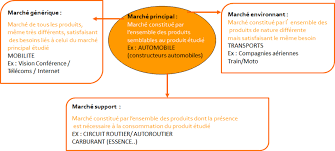 Marché générique :
Marché de tous les produits,
même très différents, satisfaisant
des besoins liés à celui du marché
principal étudié
MOBILITE
Ex : Vision Conférence /
Télécoms / Internet
Marché principal :
Marché constitué par
l'ensemble des produits
semblables au produit étudié
Ex : AUTOMOBILE
(constructeurs automobiles)
Marché environnant :
Marché constitué par l'ensemble des
produits de nature différente
mais satisfaisant le même besoin
TRANSPORTS
Ex : Compagnies aériennes
Train/Moto
Marché support :
Marché constitué par l'ensemble des produits dont la présence
est nécessaire à la consommation du produit étudié
EX : CIRCUIT ROUTIER/AUTOROUTIER
CARBURANT (ESSENCE..)